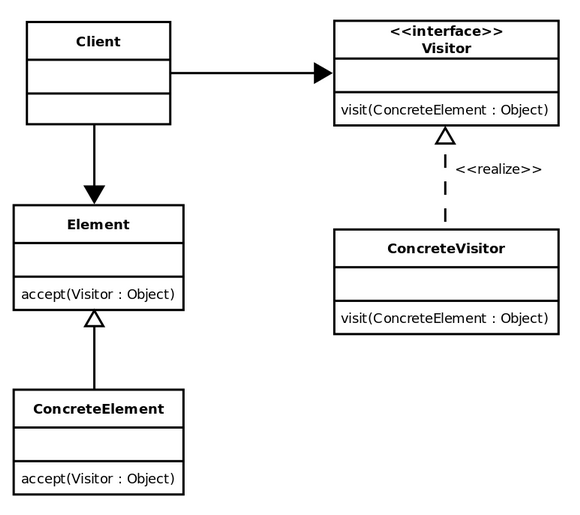 Client
<<interface>>
Visitor
visit(ConcreteElement : Object)
<<realize>>
Element
accept(Visitor : Object)
ConcreteVisitor
visit(ConcreteElement : Object)
ConcreteElement
accept(Visitor : Object)